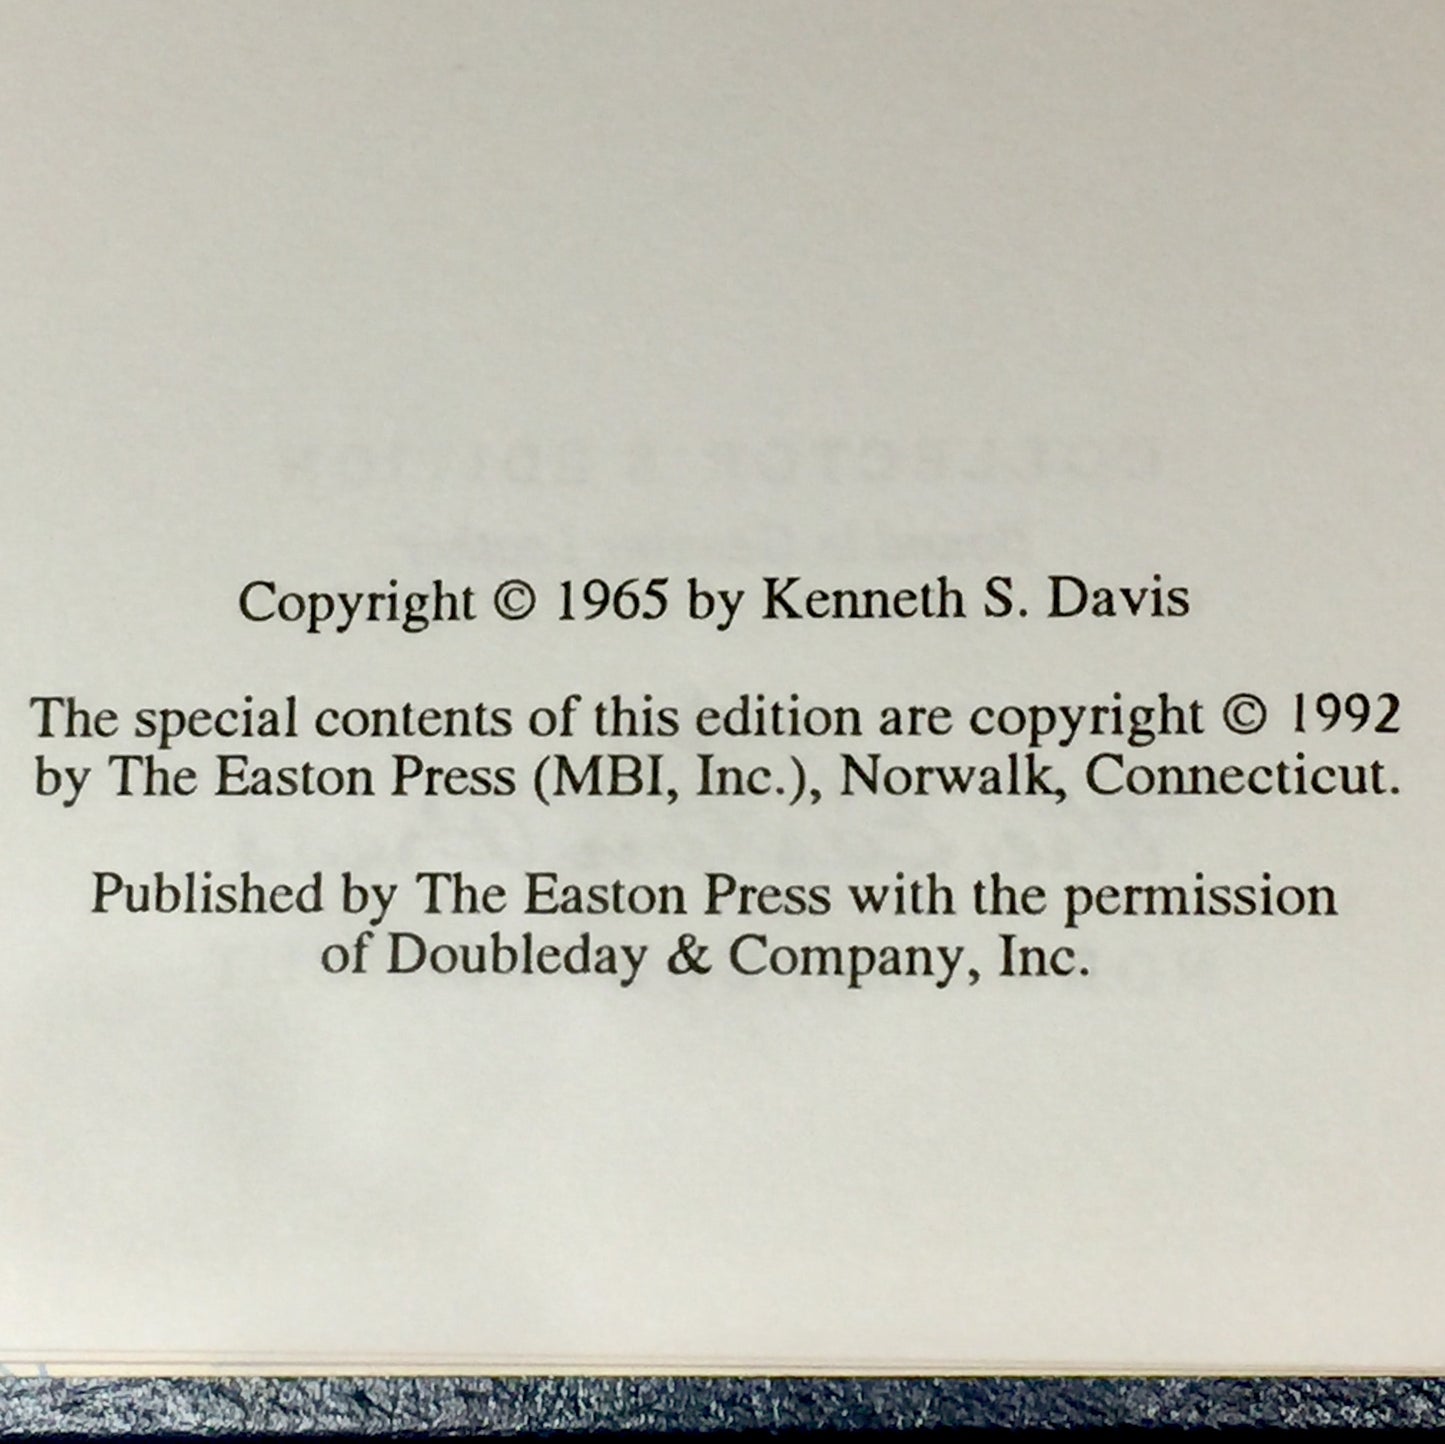 Copyright © 1965 by Kenneth S. Davis
The special contents of this edition are copyright © 1992
by The Easton Press (MBI, Inc.), Norwalk, Connecticut.
Published by The Easton Press with the permission
of Doubleday & Company, Inc.